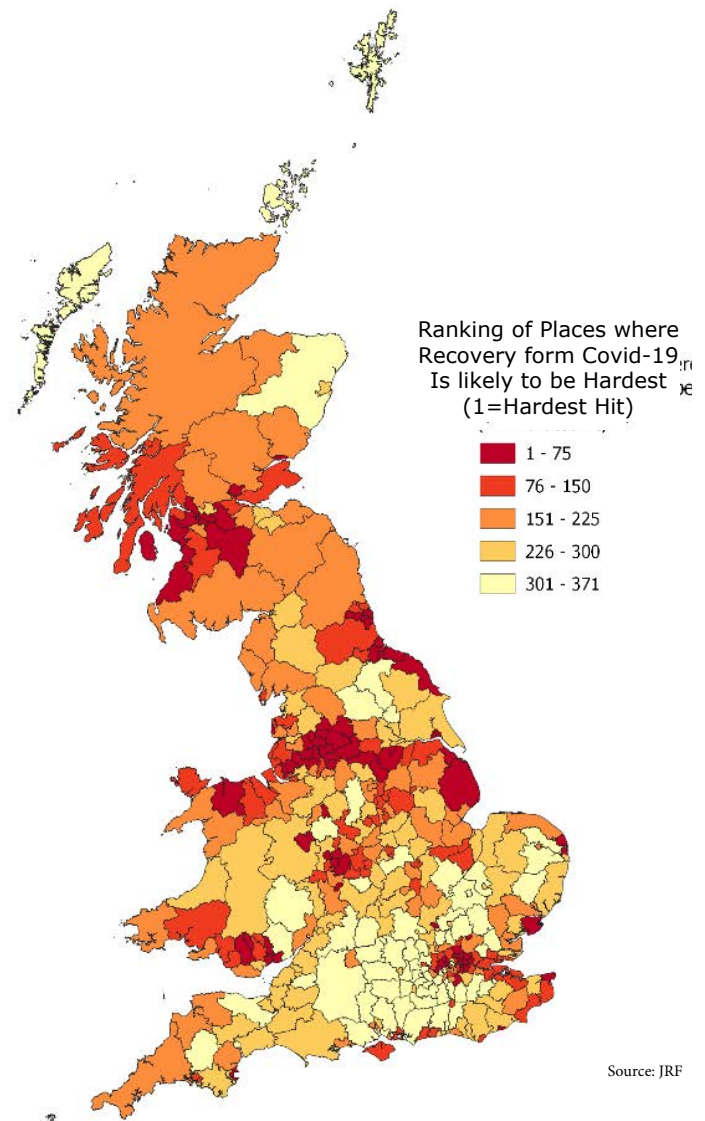 Ranking of Places where
Recovery form Covid-19
Is likely to be Hardest
(1=Hardest Hit)
1 - 75
76 - 150
151 - 225
226 - 300
301 - 371
Source: JRF